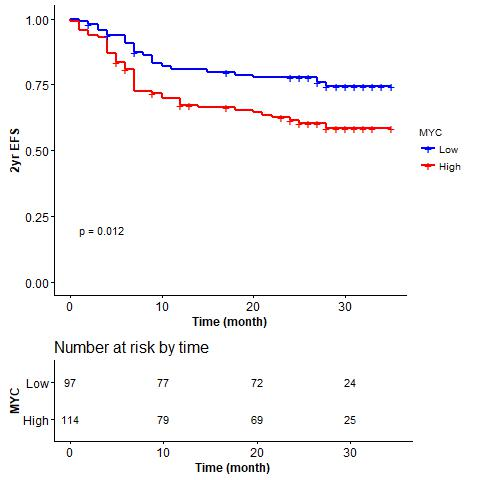 1.00
0.75
0.50
0.25
0.00
2yr EFS
p = 0.012
0 10 20 30
Time (month)
MYC
Low
High
Number at risk by time
MYC
Low 97 77 72 24
High 114 79 69 25
0 10 20 30
Time (month)